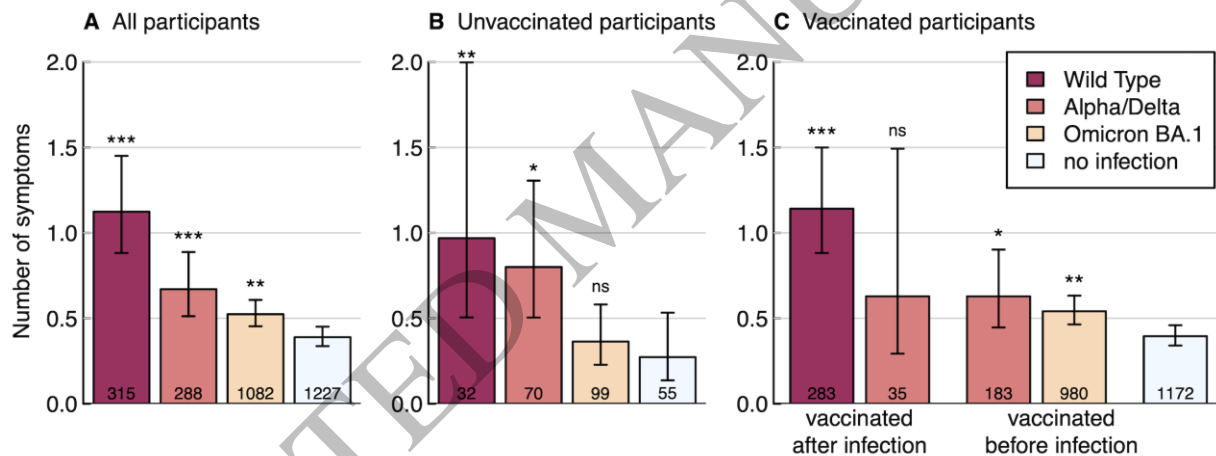 A All participants
B Unvaccinated participants
C Vaccinated participants
Number of symptoms
2.0
1.5
1.0
0.5
0.0
***
***
**
315
288
1082
1227
2.0
1.5
1.0
0.5
0.0
**
*
ns
32
70
99
55
2.0
1.5
1.0
0.5
0.0
***
ns
*
**
283
35
183
980
1172
vaccinated
after infection
vaccinated
before infection
Wild Type
Alpha/Delta
Omicron BA.1
no infection